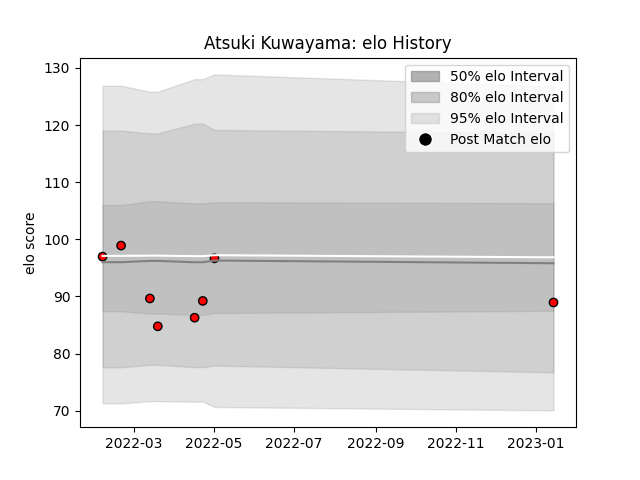 Atsuki Kuwayama: elo History
50% elo Interval
80% elo Interval
95% elo Interval
Post Match elo
elo score
130
120
110
100
90
80
70
2022-03
2022-05
2022-07
2022-09
2022-11
2023-01